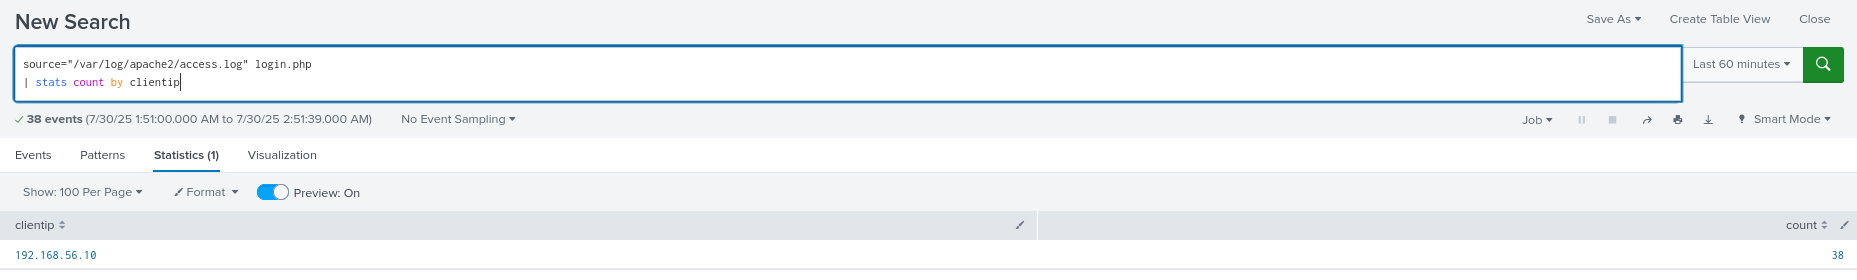 New Search
Save As Create Table View Close
source="/var/log/apache2/access.log" login.php
| stats count by clientip
Last 60 minutes
38 events (7/30/25 1:51:00.000 AM to 7/30/25 2:51:39.000 AM) No Event Sampling
Job Smart Mode
Events Patterns Statistics (1) Visualization
Show: 100 Per Page Format Preview: On
clientip count
192.168.56.10 38